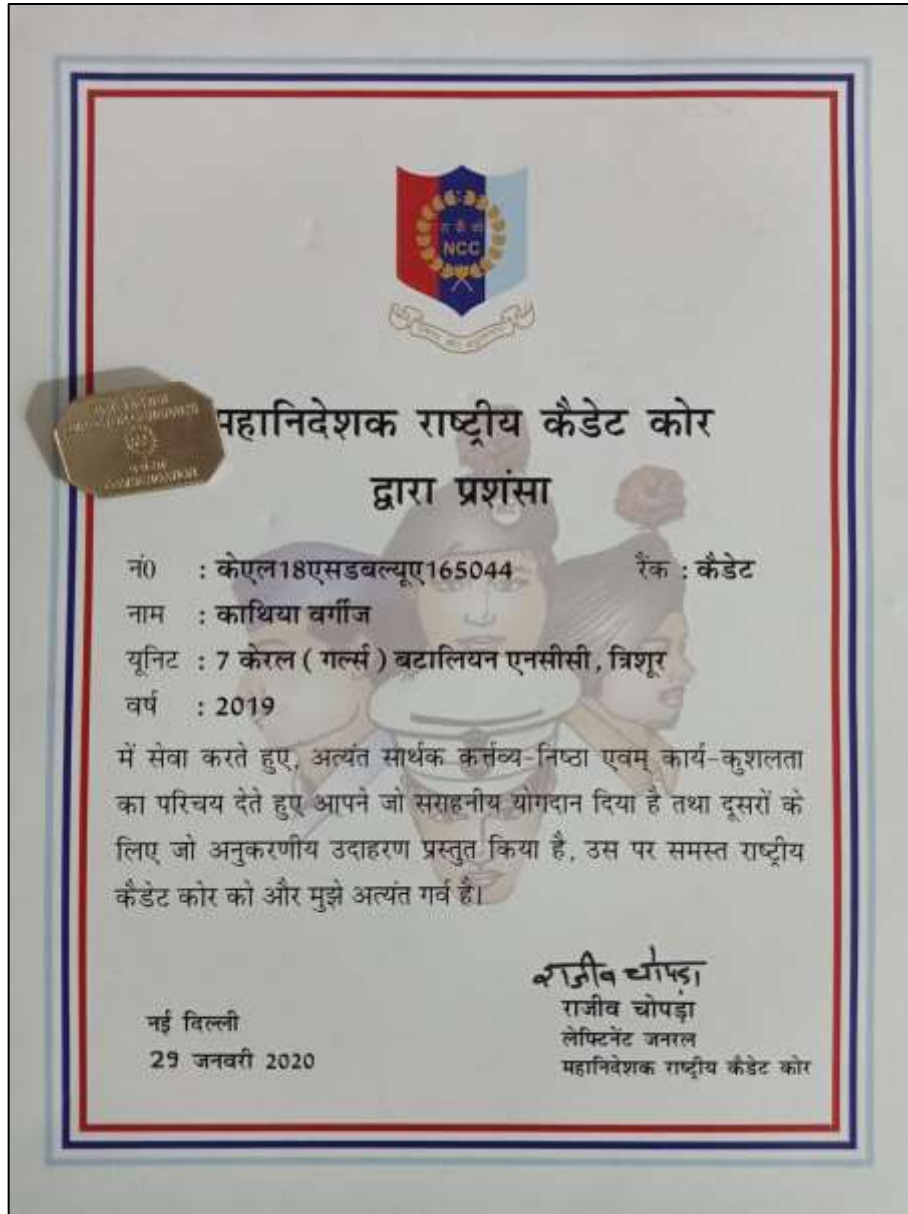 रा कै को
NCC
महानिदेशक राष्ट्रीय कैडेट कोर
द्वारा प्रशंसा
नं0 : केएल18एसडबल्यूए165044 रैंक : कैडेट
नाम : काथिया वर्गीज
यूनिट : 7 केरल ( गर्ल्स ) बटालियन एनसीसी, त्रिशूर
वर्ष : 2019
में सेवा करते हुए, अत्यंत सार्थक कर्त्तव्य-निष्ठा एवम् कार्य-कुशलता
का परिचय देते हुए आपने जो सराहनीय योगदान दिया है तथा दूसरों के
लिए जो अनुकरणीय उदाहरण प्रस्तुत किया है, उस पर समस्त राष्ट्रीय
कैडेट कोर को और मुझे अत्यंत गर्व है।
राजीव चोपड़ा
राजीव चोपड़ा
लेफ्टिनेंट जनरल
महानिदेशक राष्ट्रीय कैडेट कोर
नई दिल्ली
29 जनवरी 2020